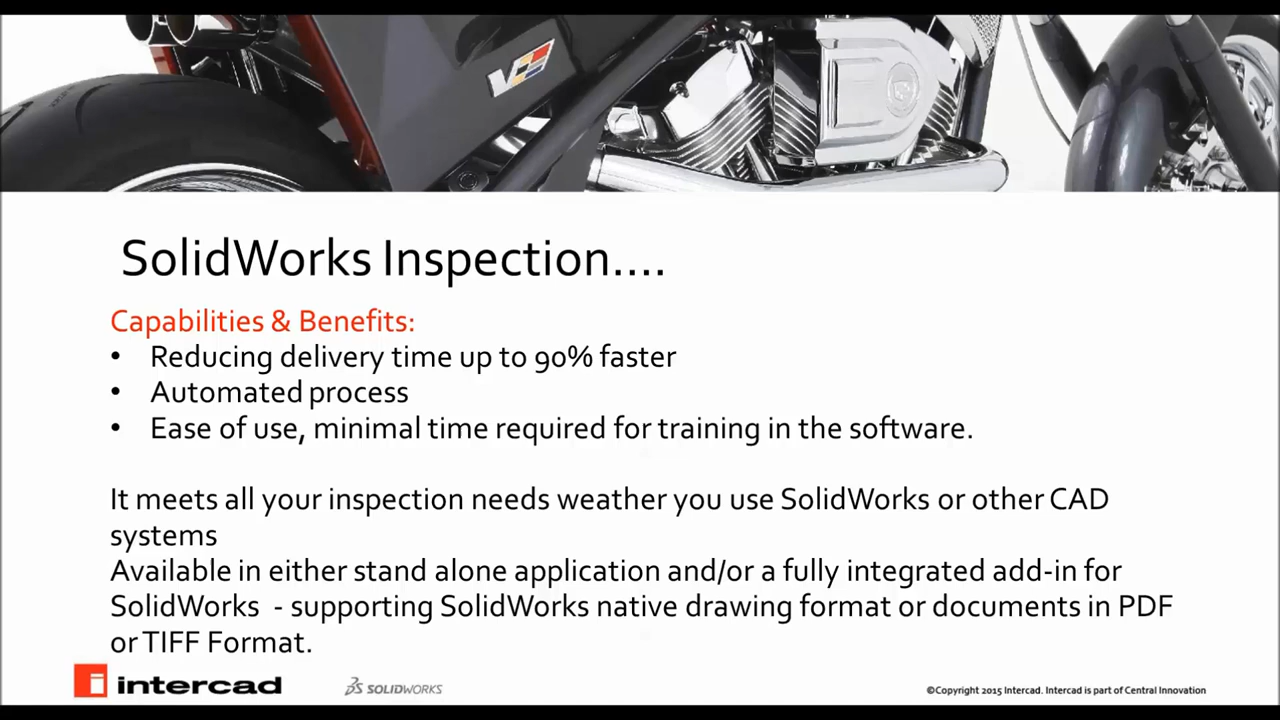 SolidWorks Inspection....
Capabilities & Benefits:
• Reducing delivery time up to 90% faster
• Automated process
• Ease of use, minimal time required for training in the software.
It meets all your inspection needs weather you use SolidWorks or other CAD
systems
Available in either stand alone application and/or a fully integrated add-in for
SolidWorks - supporting SolidWorks native drawing format or documents in PDF
or TIFF Format.
intercad
SOLIDWORKS
©Copyright 2015 Intercad. Intercad is part of Central Innovation